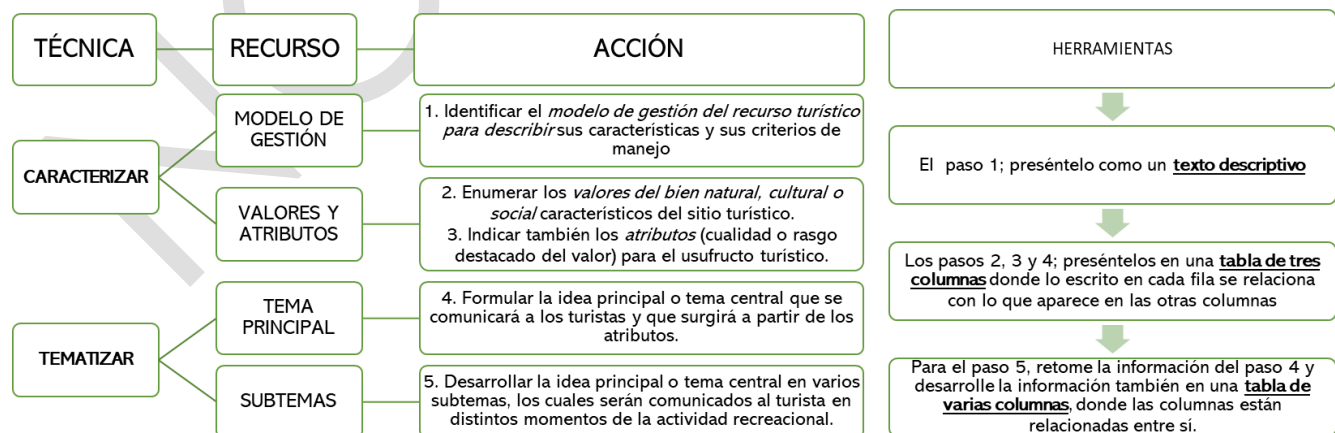 TÉCNICA
RECURSO
ACCIÓN
HERRAMIENTAS
CARACTERIZAR
MODELO DE
GESTIÓN
1. Identificar el modelo de gestión del recurso turístico
para describir sus características y sus criterios de
manejo
VALORES Y
ATRIBUTOS
2. Enumerar los valores del bien natural, cultural o
social característicos del sitio turístico.
3. Indicar también los atributos (cualidad o rasgo
destacado del valor) para el usufructo turístico.
TEMATIZAR
TEMA
PRINCIPAL
4. Formular la idea principal o tema central que se
comunicará a los turistas y que surgirá a partir de los
atributos.
SUBTEMAS
5. Desarrollar la idea principal o tema central en varios
subtemas, los cuales serán comunicados al turista en
distintos momentos de la actividad recreacional.
El paso 1; preséntelo como un texto descriptivo
Los pasos 2, 3 y 4; preséntelos en una tabla de tres
columnas donde lo escrito en cada fila se relaciona
con lo que aparece en las otras columnas
Para el paso 5, retome la información del paso 4 y
desarrolle la información también en una tabla de
varias columnas, donde las columnas están
relacionadas entre sí.